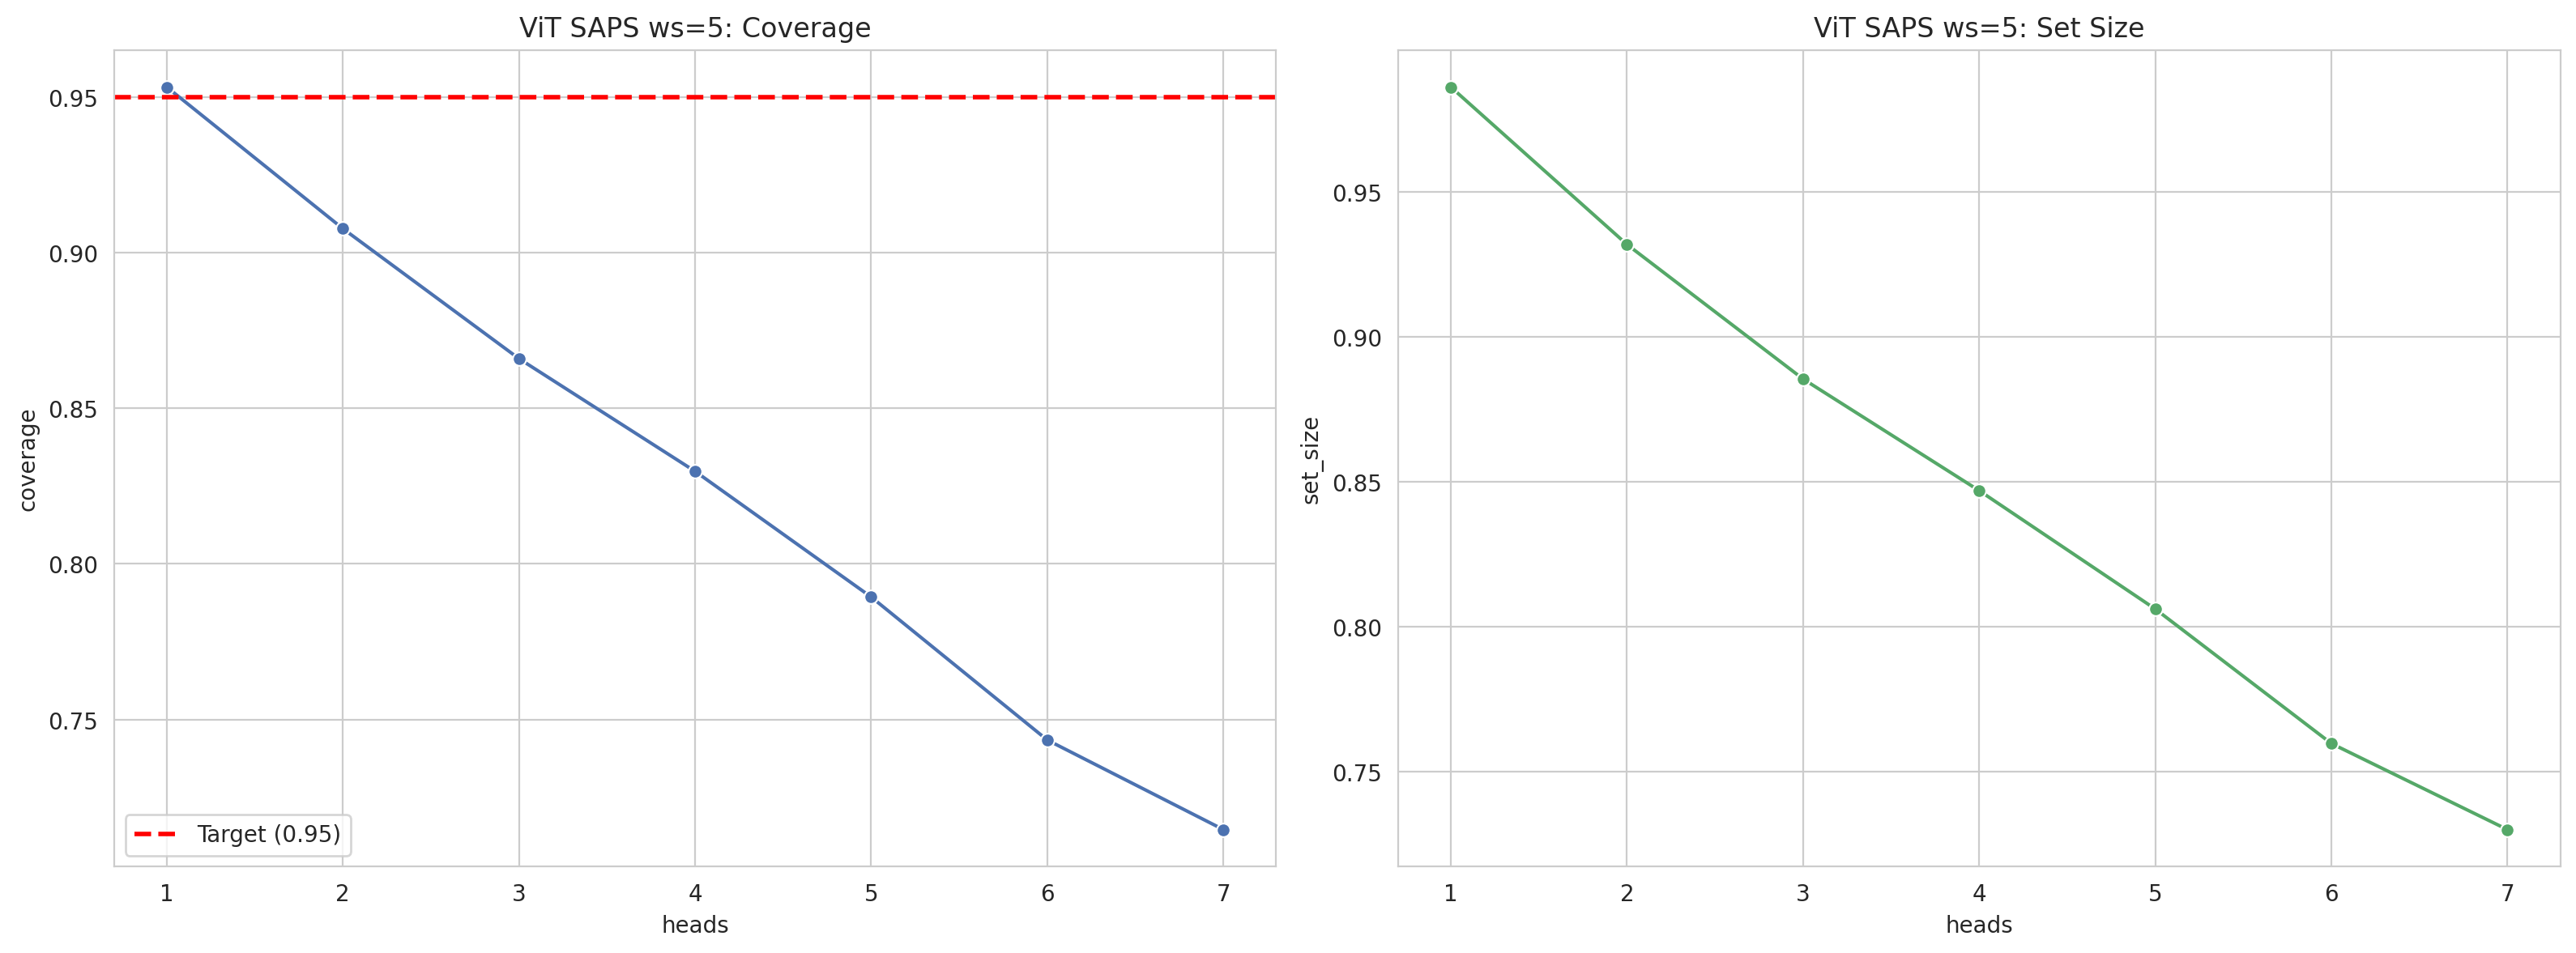 ViT SAPS ws=5: Coverage
coverage
0.95
0.90
0.85
0.80
0.75
Target (0.95)
1 2 3 4 5 6 7
heads
ViT SAPS ws=5: Set Size
set_size
0.95
0.90
0.85
0.80
0.75
1 2 3 4 5 6 7
heads